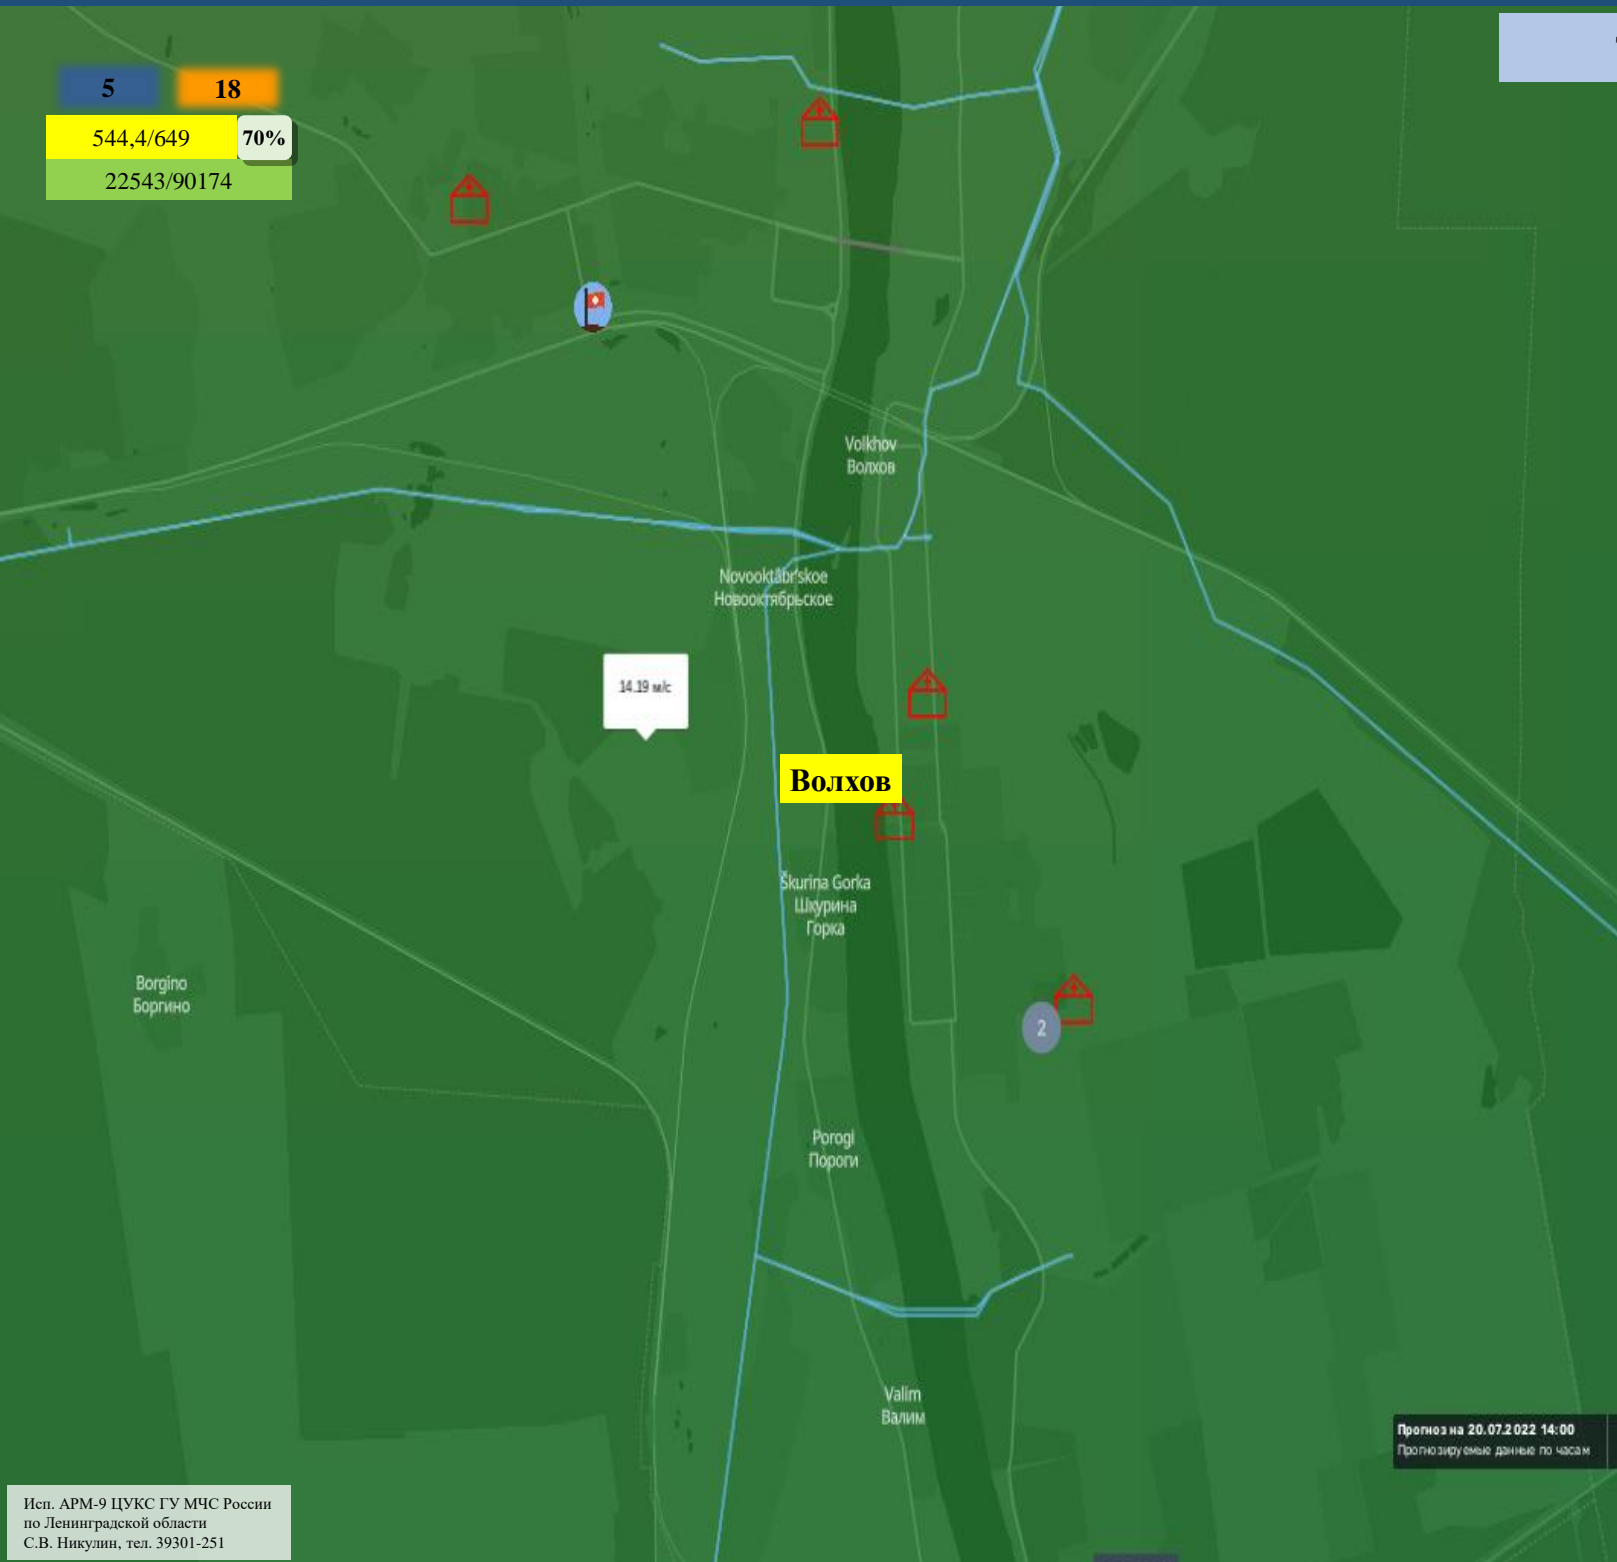 5
18
544,4/649
70%
22543/90174
Volkhov
Волхов
Novooktâbr'skoe
Новооктябрьское
14.19 м/с
Волхов
Škurina Gorka
Шкурина
Горка
Borgino
Боргино
2
Porogi
Пороги
Valim
Валим
Прогноз на 20.07.2022 14:00
Прогнозируемые данные по часам
Исп. АРМ-9 ЦУКС ГУ МЧС России
по Ленинградской области
С.В. Никулин, тел. 39301-251